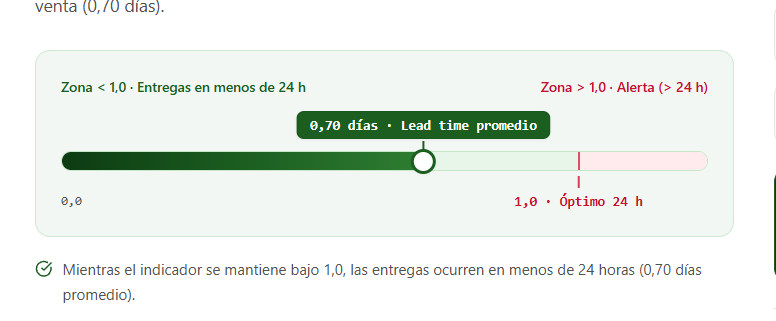 venta (0,70 días).
Zona < 1,0 · Entregas en menos de 24 h
Zona > 1,0 · Alerta (> 24 h)
0,70 días · Lead time promedio
0,0
1,0 · Óptimo 24 h
Mientras el indicador se mantiene bajo 1,0, las entregas ocurren en menos de 24 horas (0,70 días
promedio).